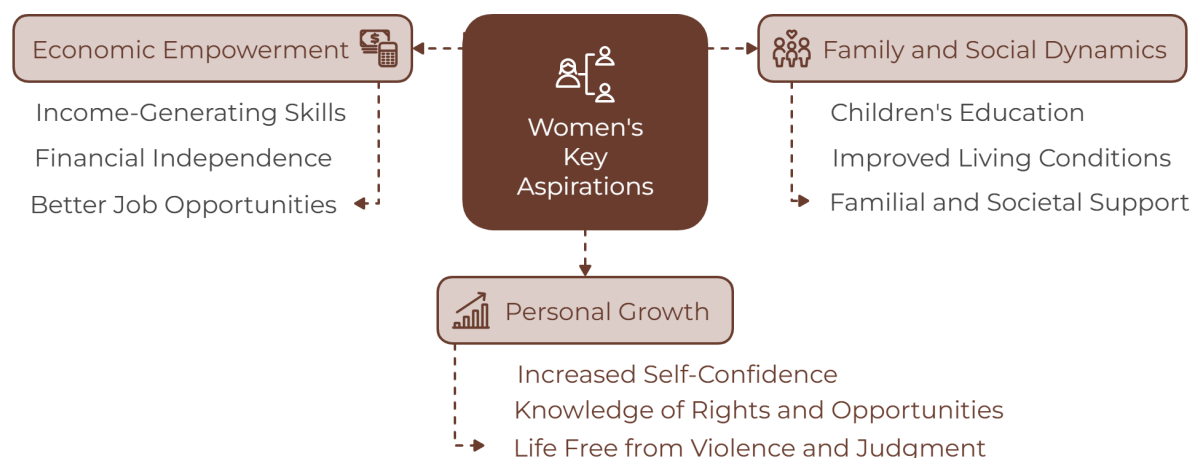 Economic Empowerment
Income-Generating Skills
Financial Independence
Better Job Opportunities
Women's
Key
Aspirations
Family and Social Dynamics
Children's Education
Improved Living Conditions
Familial and Societal Support
Personal Growth
Increased Self-Confidence
Knowledge of Rights and Opportunities
Life Free from Violence and Judgment